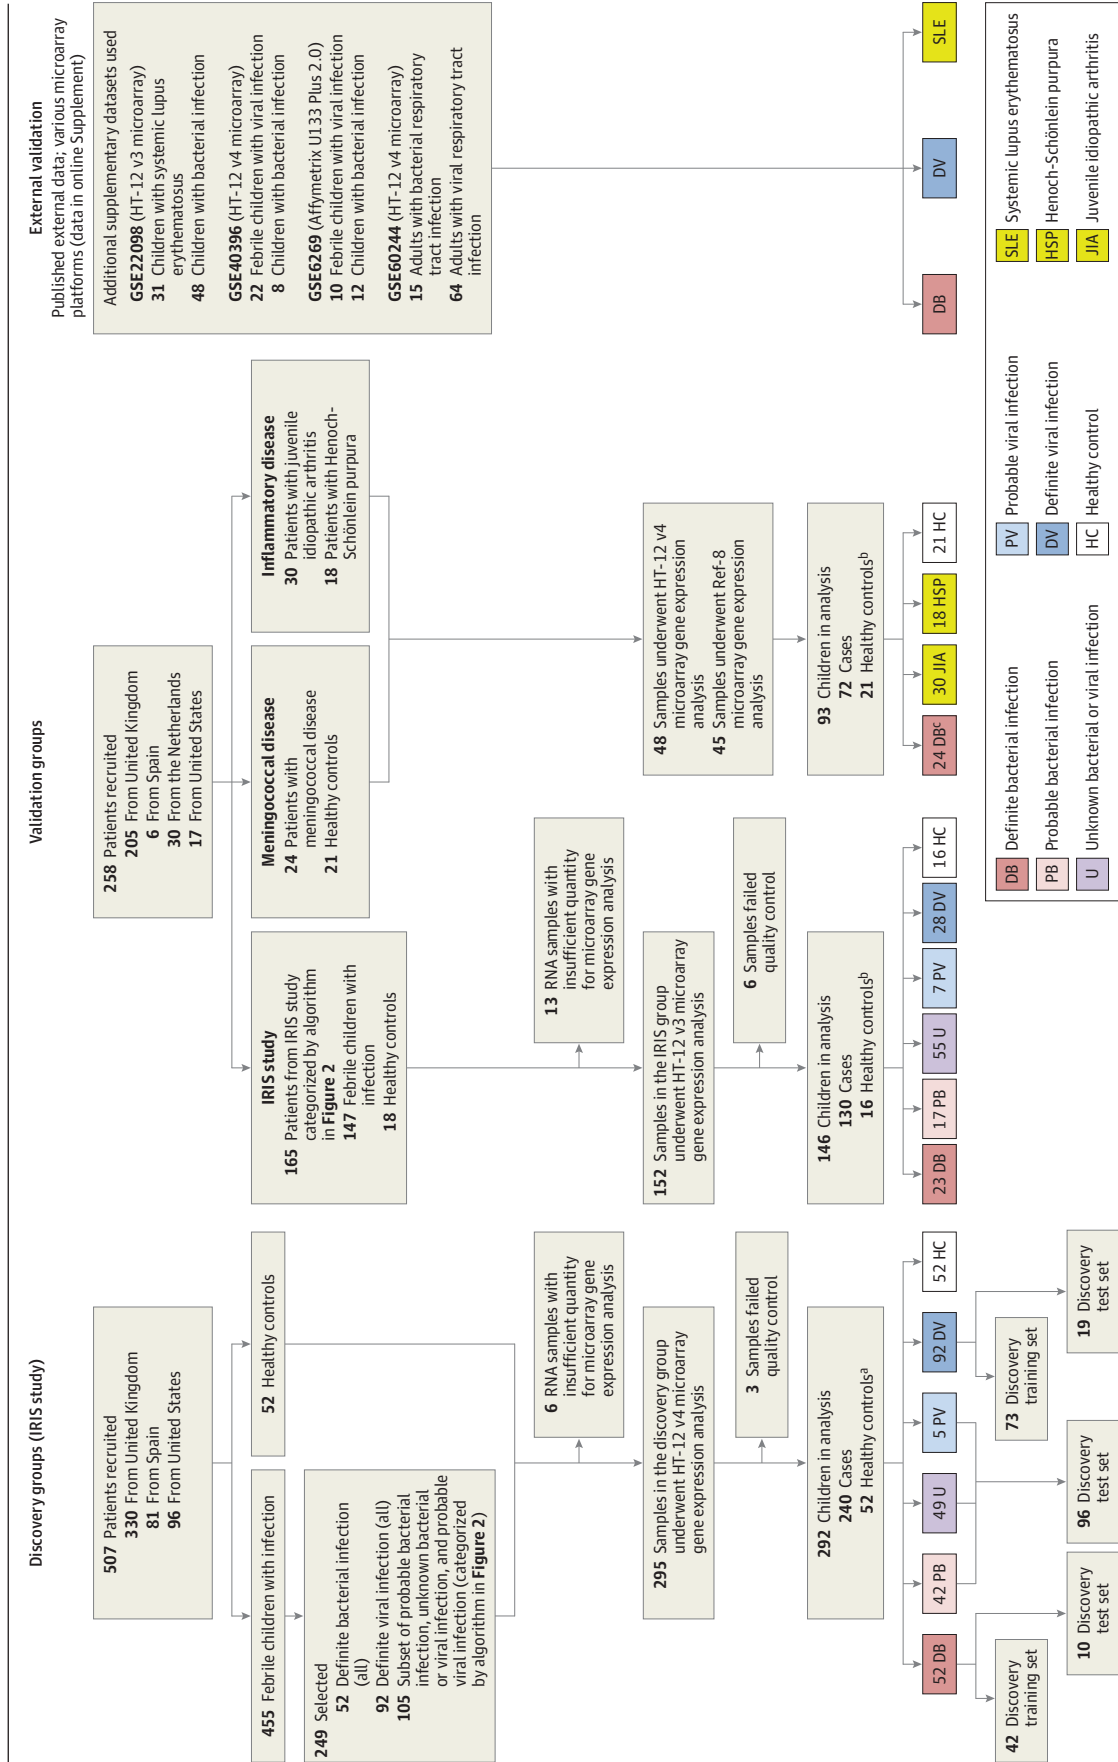 Discovery groups (IRIS study)
507 Patients recruited
330 From United Kingdom
81 From Spain
96 From United States
455 Febrile children with infection
52 Healthy controls
249 Selected
52 Definite bacterial infection
(all)
92 Definite viral infection (all)
105 Subset of probable bacterial
infection, unknown bacterial
or viral infection, and probable
viral infection (categorized
by algorithm in Figure 2)
6 RNA samples with
insufficient quantity
for microarray gene
expression analysis
295 Samples in the discovery group
underwent HT-12 v4 microarray
gene expression analysis
3 Samples failed
quality control
292 Children in analysis
240 Cases
52 Healthy controlsᵃ
52 DB
42 PB
49 U
5 PV
92 DV
52 HC
42 Discovery
training set
10 Discovery
test set
96 Discovery
test set
73 Discovery
training set
19 Discovery
test set
Validation groups
258 Patients recruited
205 From United Kingdom
6 From Spain
30 From the Netherlands
17 From United States
IRIS study
165 Patients from IRIS study
categorized by algorithm
in Figure 2
147 Febrile children with
infection
18 Healthy controls
Meningococcal disease
24 Patients with
meningococcal disease
21 Healthy controls
Inflammatory disease
30 Patients with juvenile
idiopathic arthritis
18 Patients with Henoch-
Schönlein purpura
13 RNA samples with
insufficient quantity
for microarray gene
expression analysis
152 Samples in the IRIS group
underwent HT-12 v3 microarray
gene expression analysis
6 Samples failed
quality control
146 Children in analysis
130 Cases
16 Healthy controlsᵇ
23 DB
17 PB
55 U
7 PV
28 DV
16 HC
48 Samples underwent HT-12 v4
microarray gene expression
analysis
45 Samples underwent Ref-8
microarray gene expression
analysis
93 Children in analysis
72 Cases
21 Healthy controlsᵇ
24 DBᶜ
30 JIA
18 HSP
21 HC
External validation
Published external data; various microarray
platforms (data in online Supplement)
Additional supplementary datasets used
GSE22098 (HT-12 v3 microarray)
31 Children with systemic lupus
erythematosus
48 Children with bacterial infection
GSE40396 (HT-12 v4 microarray)
22 Febrile children with viral infection
8 Children with bacterial infection
GSE6269 (Affymetrix U133 Plus 2.0)
10 Febrile children with viral infection
12 Children with bacterial infection
GSE60244 (HT-12 v4 microarray)
15 Adults with bacterial respiratory
tract infection
64 Adults with viral respiratory tract
infection
DB
DV
SLE
DB Definite bacterial infection
PB Probable bacterial infection
U Unknown bacterial or viral infection
PV Probable viral infection
DV Definite viral infection
HC Healthy control
SLE Systemic lupus erythematosus
HSP Henoch-Schönlein purpura
JIA Juvenile idiopathic arthritis